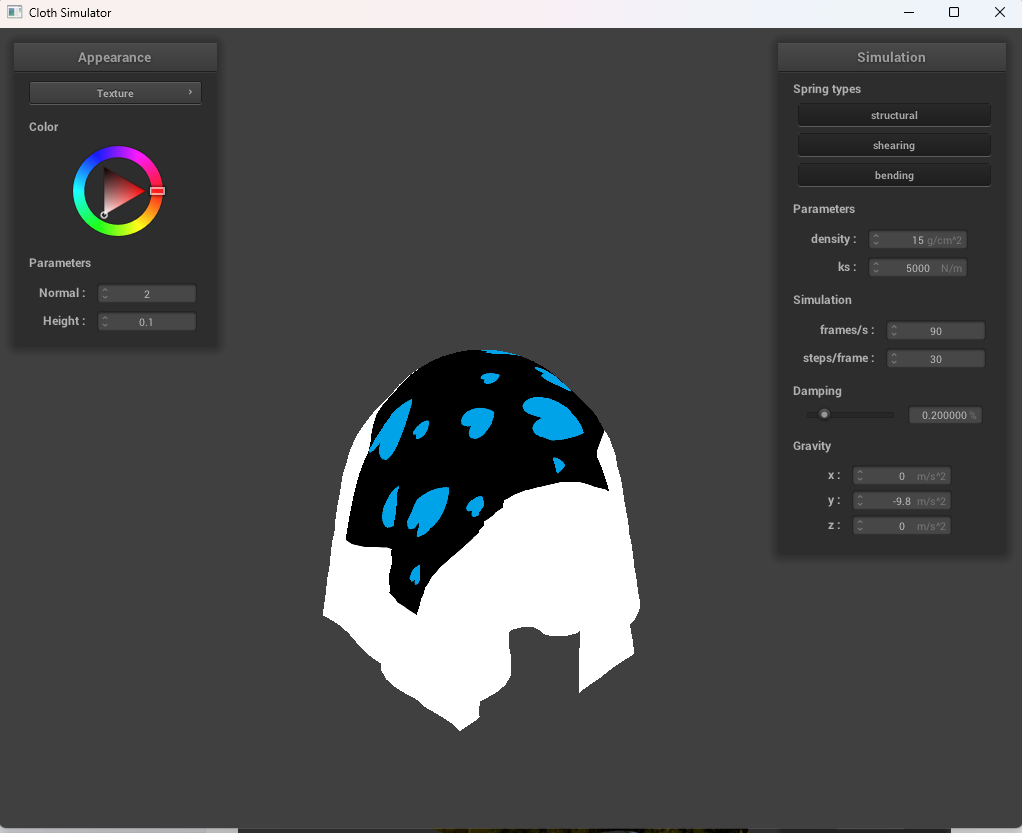 Cloth Simulator
Appearance
Texture
Color
Parameters
Normal : 2
Height : 0.1
Simulation
Spring types
structural
shearing
bending
Parameters
density : 15 g/cm^2
ks : 5000 N/m
Simulation
frames/s : 90
steps/frame : 30
Damping
0.200000 %
Gravity
x : 0 m/s^2
y : -9.8 m/s^2
z : 0 m/s^2